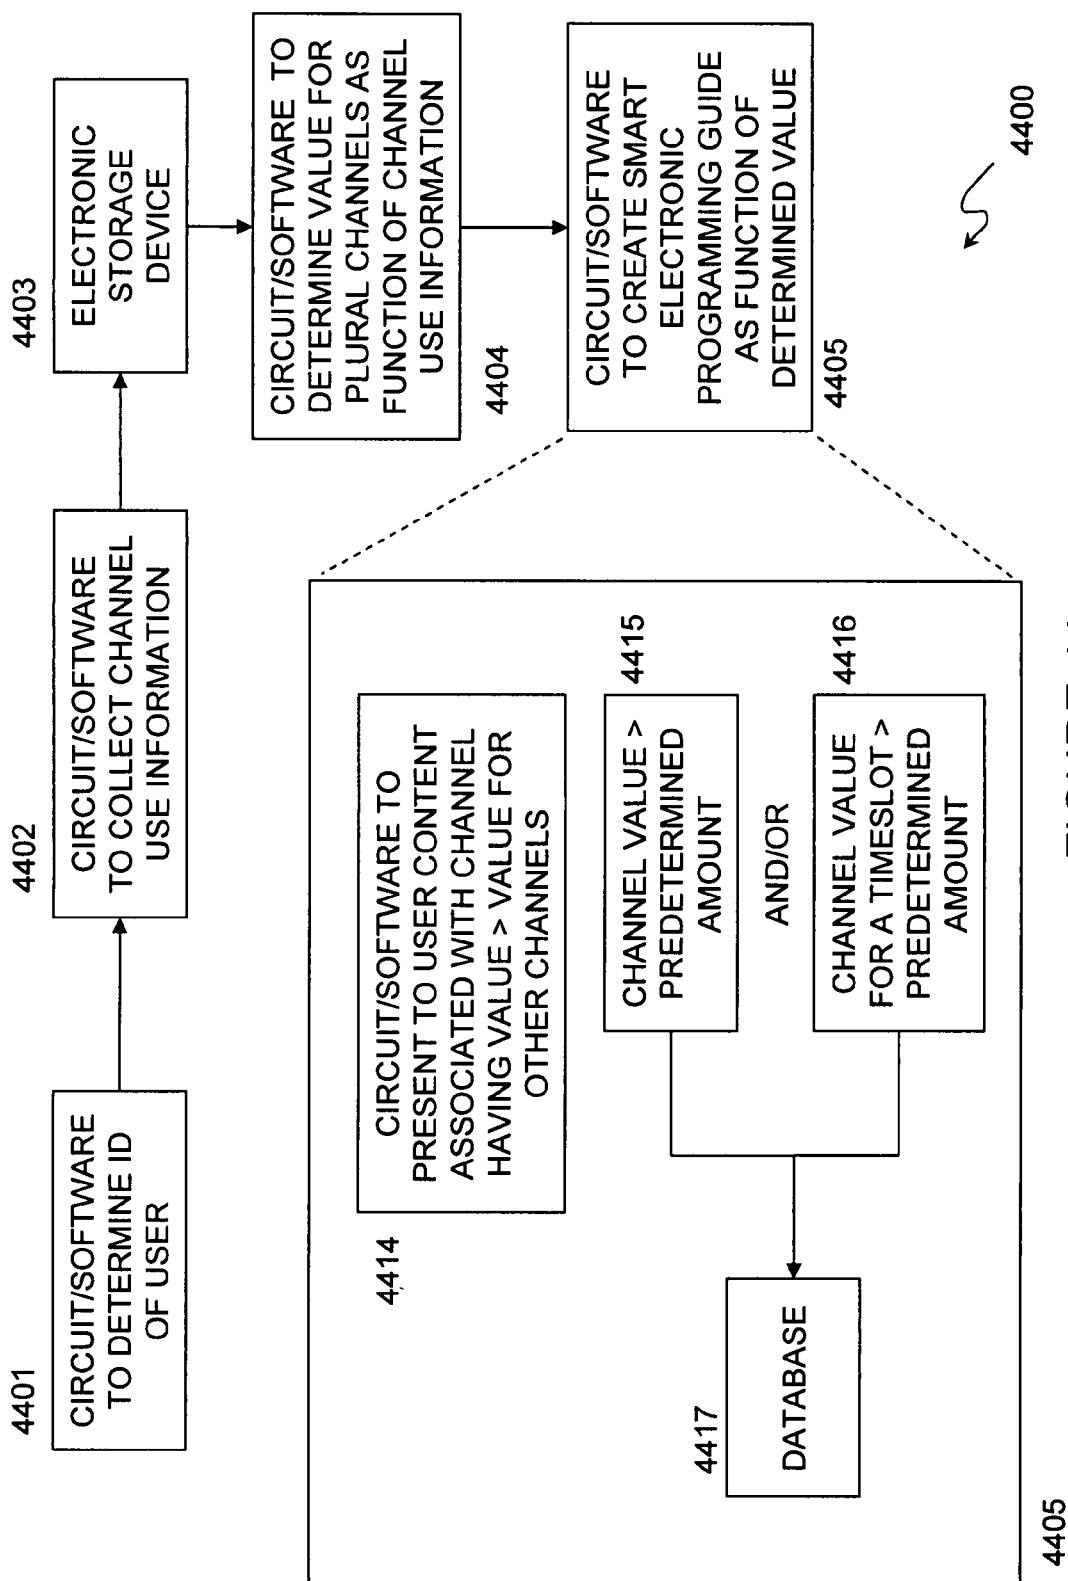 4401
CIRCUIT/SOFTWARE
TO DETERMINE ID
OF USER
4402
CIRCUIT/SOFTWARE
TO COLLECT CHANNEL
USE INFORMATION
4403
ELECTRONIC
STORAGE
DEVICE
CIRCUIT/SOFTWARE TO
DETERMINE VALUE FOR
PLURAL CHANNELS AS
FUNCTION OF CHANNEL
USE INFORMATION
4404
CIRCUIT/SOFTWARE
TO CREATE SMART
ELECTRONIC
PROGRAMMING GUIDE
AS FUNCTION OF
DETERMINED VALUE
4405
4414
CIRCUIT/SOFTWARE TO
PRESENT TO USER CONTENT
ASSOCIATED WITH CHANNEL
HAVING VALUE > VALUE FOR
OTHER CHANNELS
4415
CHANNEL VALUE >
PREDETERMINED
AMOUNT
AND/OR
4416
CHANNEL VALUE
FOR A TIMESLOT >
PREDETERMINED
AMOUNT
4417
DATABASE
4405
4400